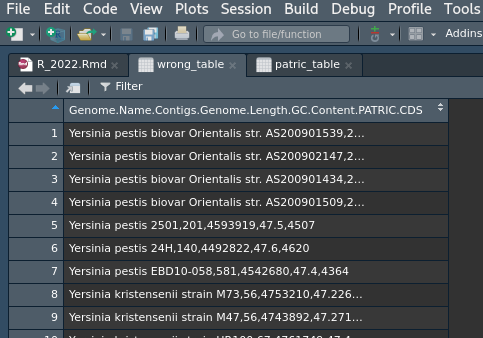 File Edit Code View Plots Session Build Debug Profile Tools
Go to file/function Addins
R_2022.Rmd wrong_table patric_table
Filter
Genome.Name.Contigs.Genome.Length.GC.Content.PATRIC.CDS
1 Yersinia pestis biovar Orientalis str. AS200901539,2...
2 Yersinia pestis biovar Orientalis str. AS200902147,2...
3 Yersinia pestis biovar Orientalis str. AS200901434,2...
4 Yersinia pestis biovar Orientalis str. AS200901509,2...
5 Yersinia pestis 2501,201,4593919,47.5,4507
6 Yersinia pestis 24H,140,4492822,47.6,4620
7 Yersinia pestis EBD10-058,581,4542680,47.4,4364
8 Yersinia kristensenii strain M73,56,4753210,47.226...
9 Yersinia kristensenii strain M47,56,4743892,47.271...
10 Yersinia kristensenii strain